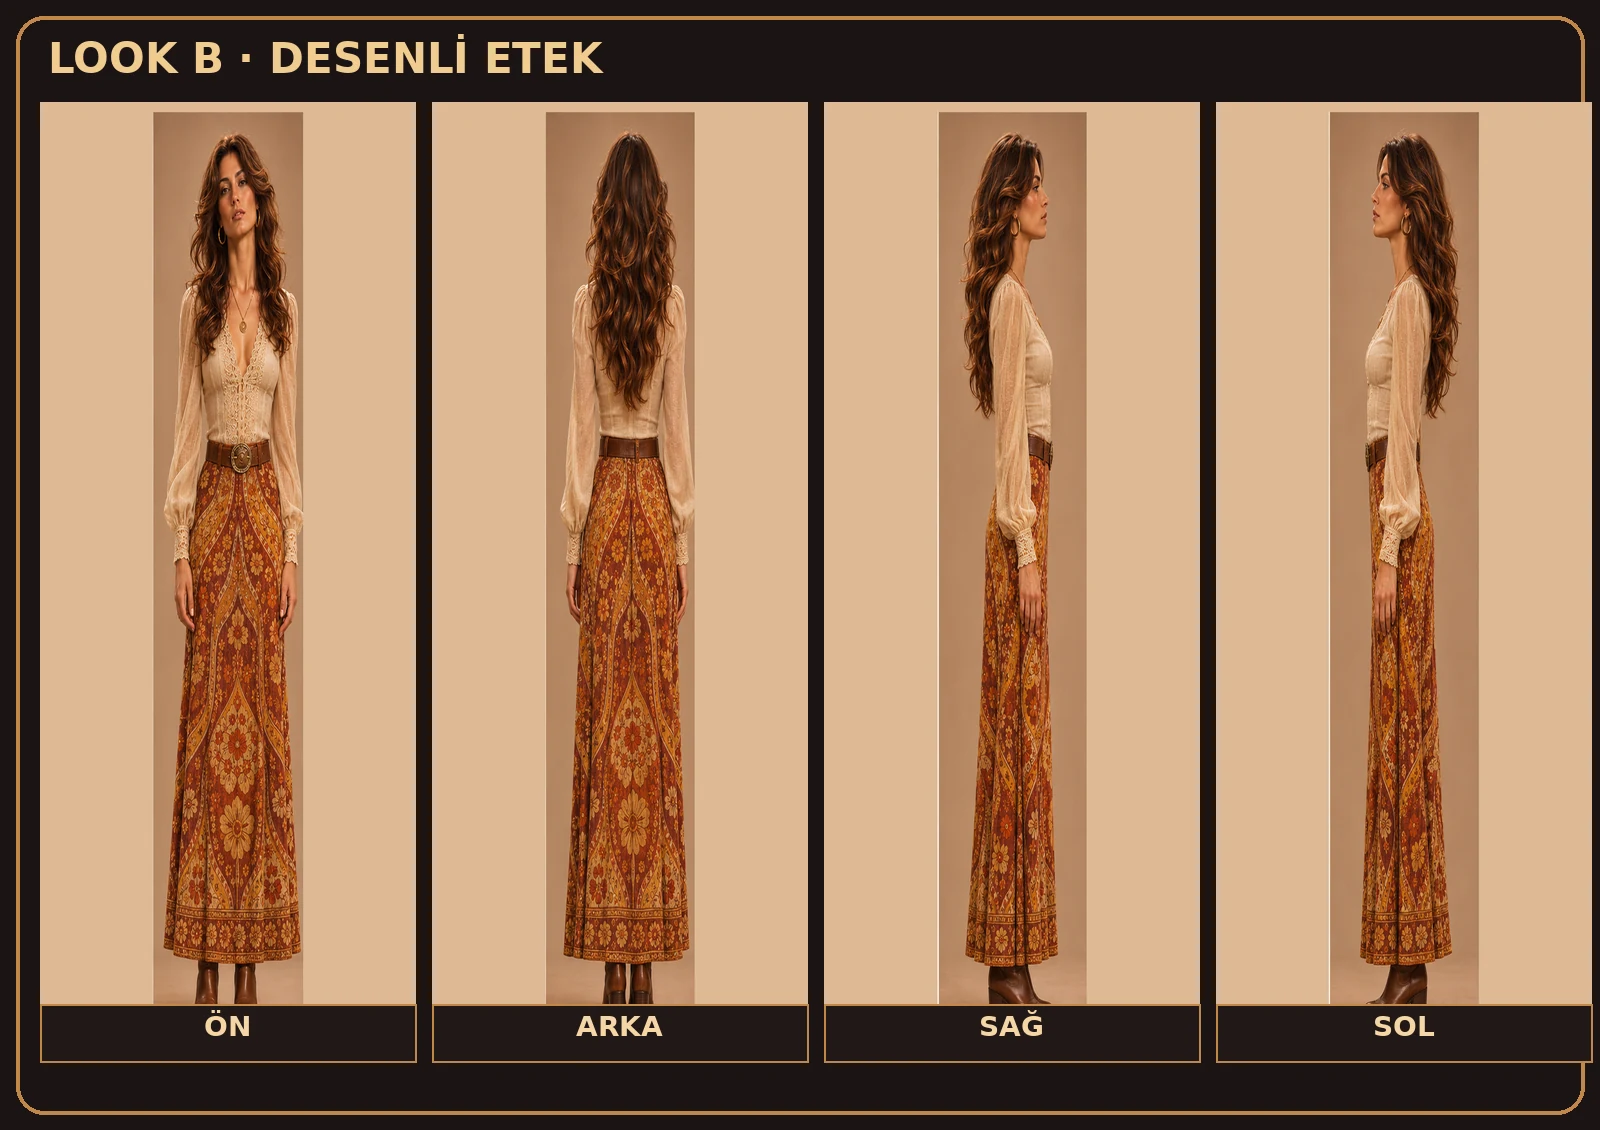 LOOK B · DESENLİ ETEK
ÖN
ARKA
SAĞ
SOL